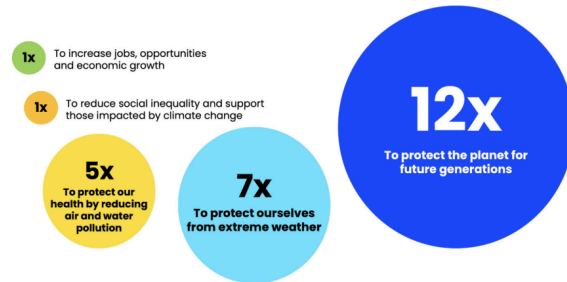 1x
To increase jobs, opportunities
and economic growth
1x
To reduce social inequality and support
those impacted by climate change
5x
To protect our
health by reducing
air and water
pollution
7x
To protect ourselves
from extreme weather
12x
To protect the planet for
future generations